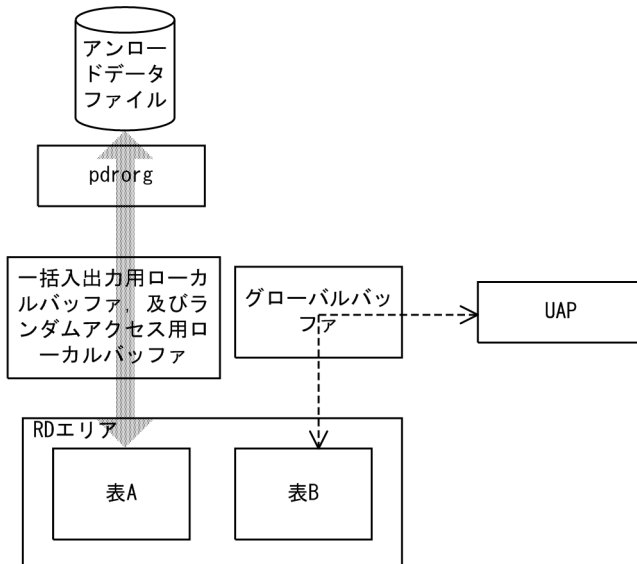 アンロー
ドデータ
ファイル
pdrorg
一括入出力用ローカ
ルバッファ，及びラ
ンダムアクセス用ロ
ーカルバッファ
グローバルバッ
ファ
UAP
RDエリア
表A
表B